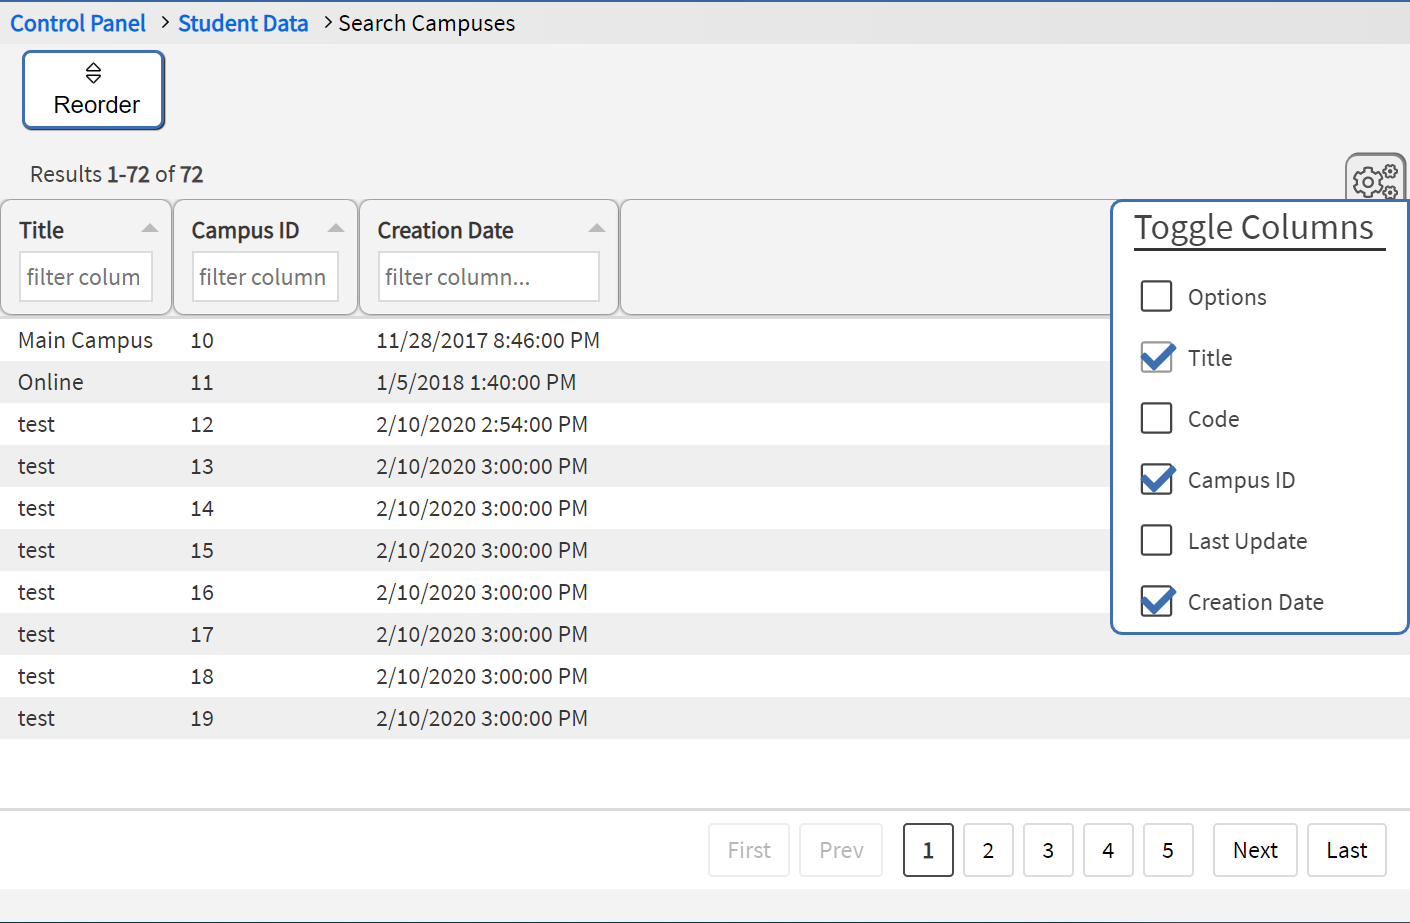 Control Panel > Student Data > Search Campuses
Reorder
Results 1-72 of 72
Title
Campus ID
Creation Date
filter colum
filter column
filter column...
Main Campus 10 11/28/2017 8:46:00 PM
Online 11 1/5/2018 1:40:00 PM
test 12 2/10/2020 2:54:00 PM
test 13 2/10/2020 3:00:00 PM
test 14 2/10/2020 3:00:00 PM
test 15 2/10/2020 3:00:00 PM
test 16 2/10/2020 3:00:00 PM
test 17 2/10/2020 3:00:00 PM
test 18 2/10/2020 3:00:00 PM
test 19 2/10/2020 3:00:00 PM
Toggle Columns
Options
Title
Code
Campus ID
Last Update
Creation Date
First Prev 1 2 3 4 5 Next Last